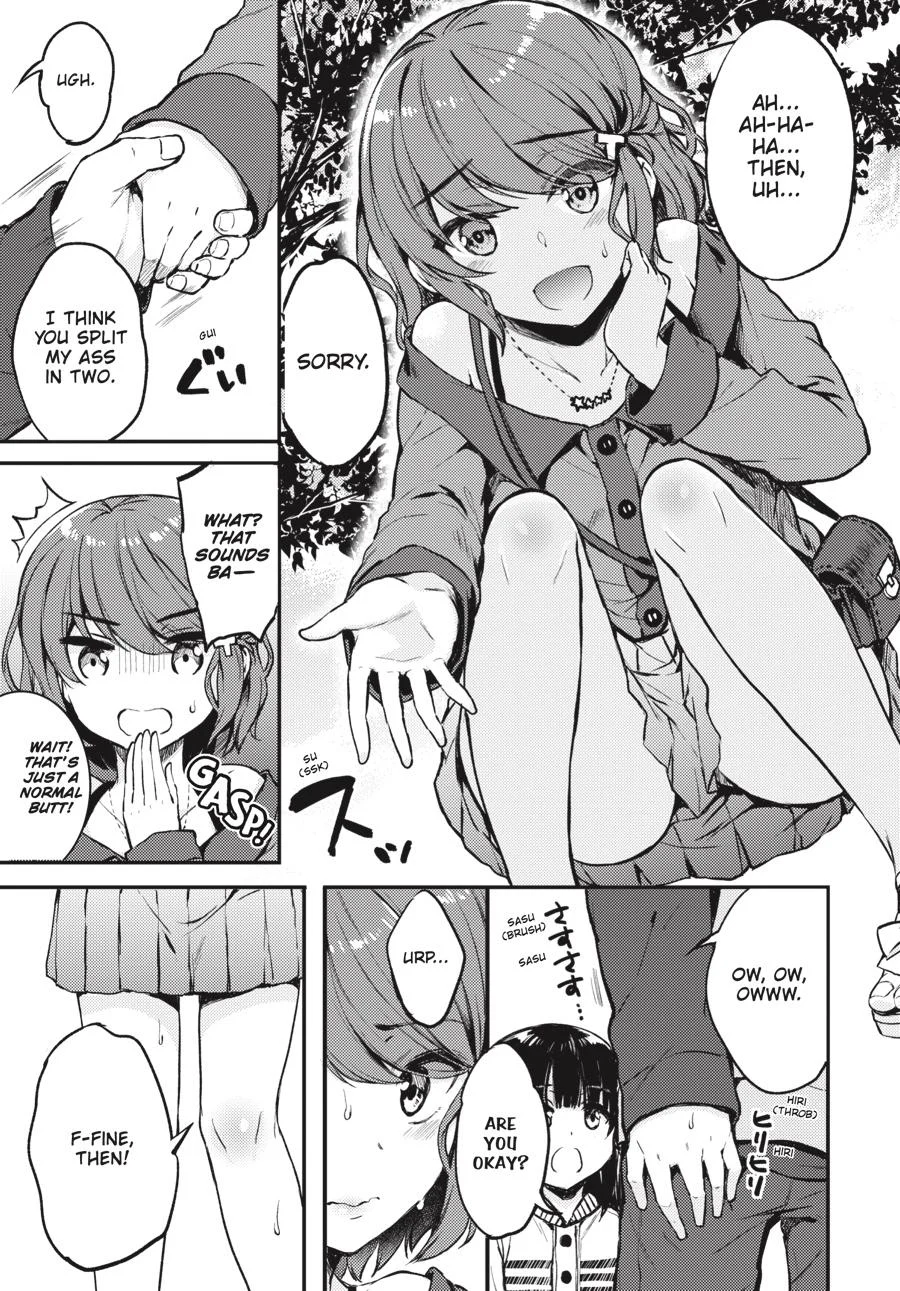 AH...
AH-HA-
HA...
THEN,
UH...
SORRY.
SU
(SSK)
スッ
UGH.
I THINK
YOU SPLIT
MY ASS
IN TWO.
GUI
ぐい
WHAT?
THAT
SOUNDS
BA—
WAIT!
THAT'S
JUST A
NORMAL
BUTT!
GASP!
OW, OW,
OWWW.
HIRI
(THROB)
HIRI
ヒリヒリ
SASU
(BRUSH)
SASU
さすさす…
ARE
YOU
OKAY?
URP...
F-FINE,
THEN!